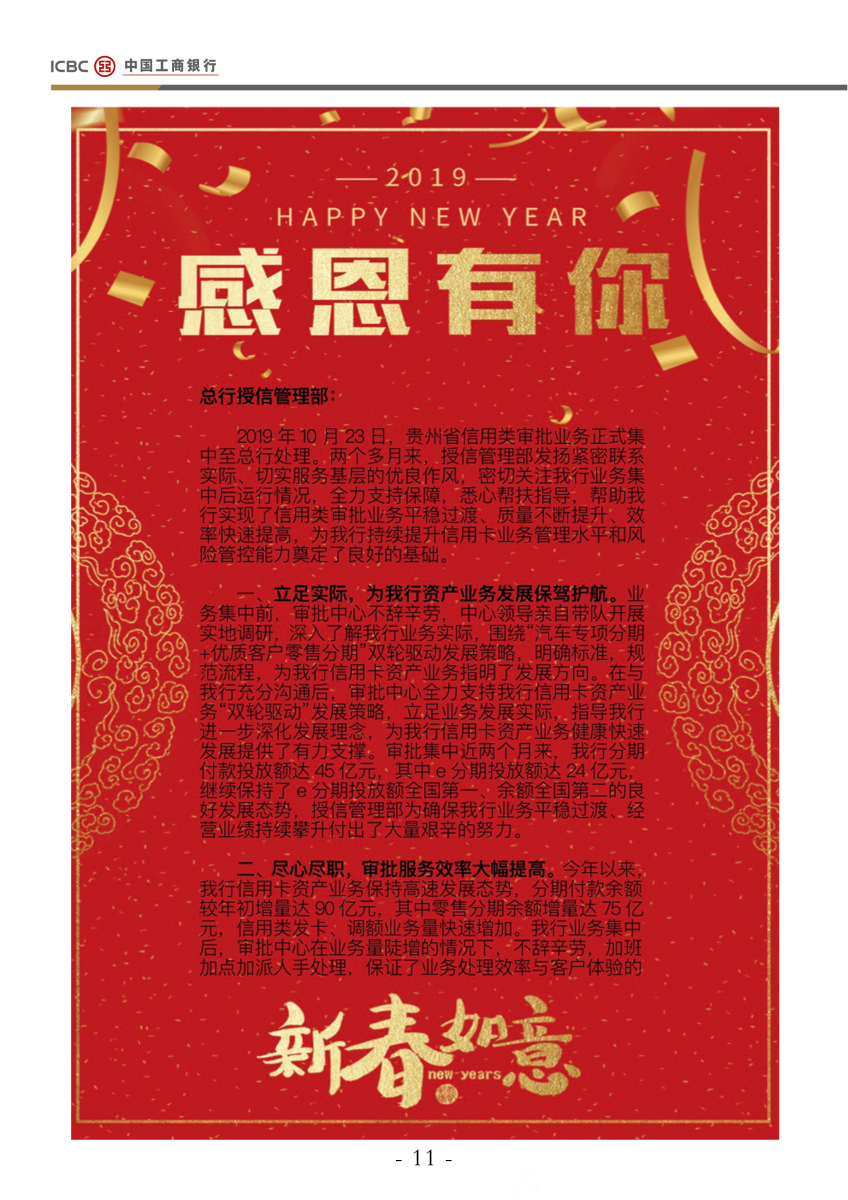 ICBC 中国工商银行
2019
HAPPY NEW YEAR
感恩有你
总行授信管理部：
2019 年 10 月 23 日，贵州省信用类审批业务正式集
中至总行处理。两个多月来，授信管理部发扬紧密联系
实际、切实服务基层的优良作风，密切关注我行业务集
中后运行情况，全力支持保障，悉心帮扶指导，帮助我
行实现了信用类审批业务平稳过渡、质量不断提升、效
率快速提高，为我行持续提升信用卡业务管理水平和风
险管控能力奠定了良好的基础。
一、立足实际，为我行资产业务发展保驾护航。业
务集中前，审批中心不辞辛劳，中心领导亲自带队开展
实地调研，深入了解我行业务实际，围绕“汽车专项分期
+优质客户零售分期”双轮驱动发展策略，明确标准，规
范流程，为我行信用卡资产业务指明了发展方向。在与
我行充分沟通后，审批中心全力支持我行信用卡资产业
务“双轮驱动”发展策略，立足业务发展实际，指导我行
进一步深化发展理念，为我行信用卡资产业务健康快速
发展提供了有力支撑。审批集中近两个月来，我行分期
付款投放额达 45 亿元，其中 e 分期投放额达 24 亿元，
继续保持了 e 分期投放额全国第一、余额全国第二的良
好发展态势，授信管理部为确保我行业务平稳过渡、经
营业绩持续攀升付出了大量艰辛的努力。
二、尽心尽职，审批服务效率大幅提高。今年以来，
我行信用卡资产业务保持高速发展态势，分期付款余额
较年初增量达 90 亿元，其中零售分期余额增量达 75 亿
元，信用类发卡、调额业务量快速增加。我行业务集中
后，审批中心在业务量陡增的情况下，不辞辛劳，加班
加点加派人手处理，保证了业务处理效率与客户体验的
新春如意
new years
- 11 -